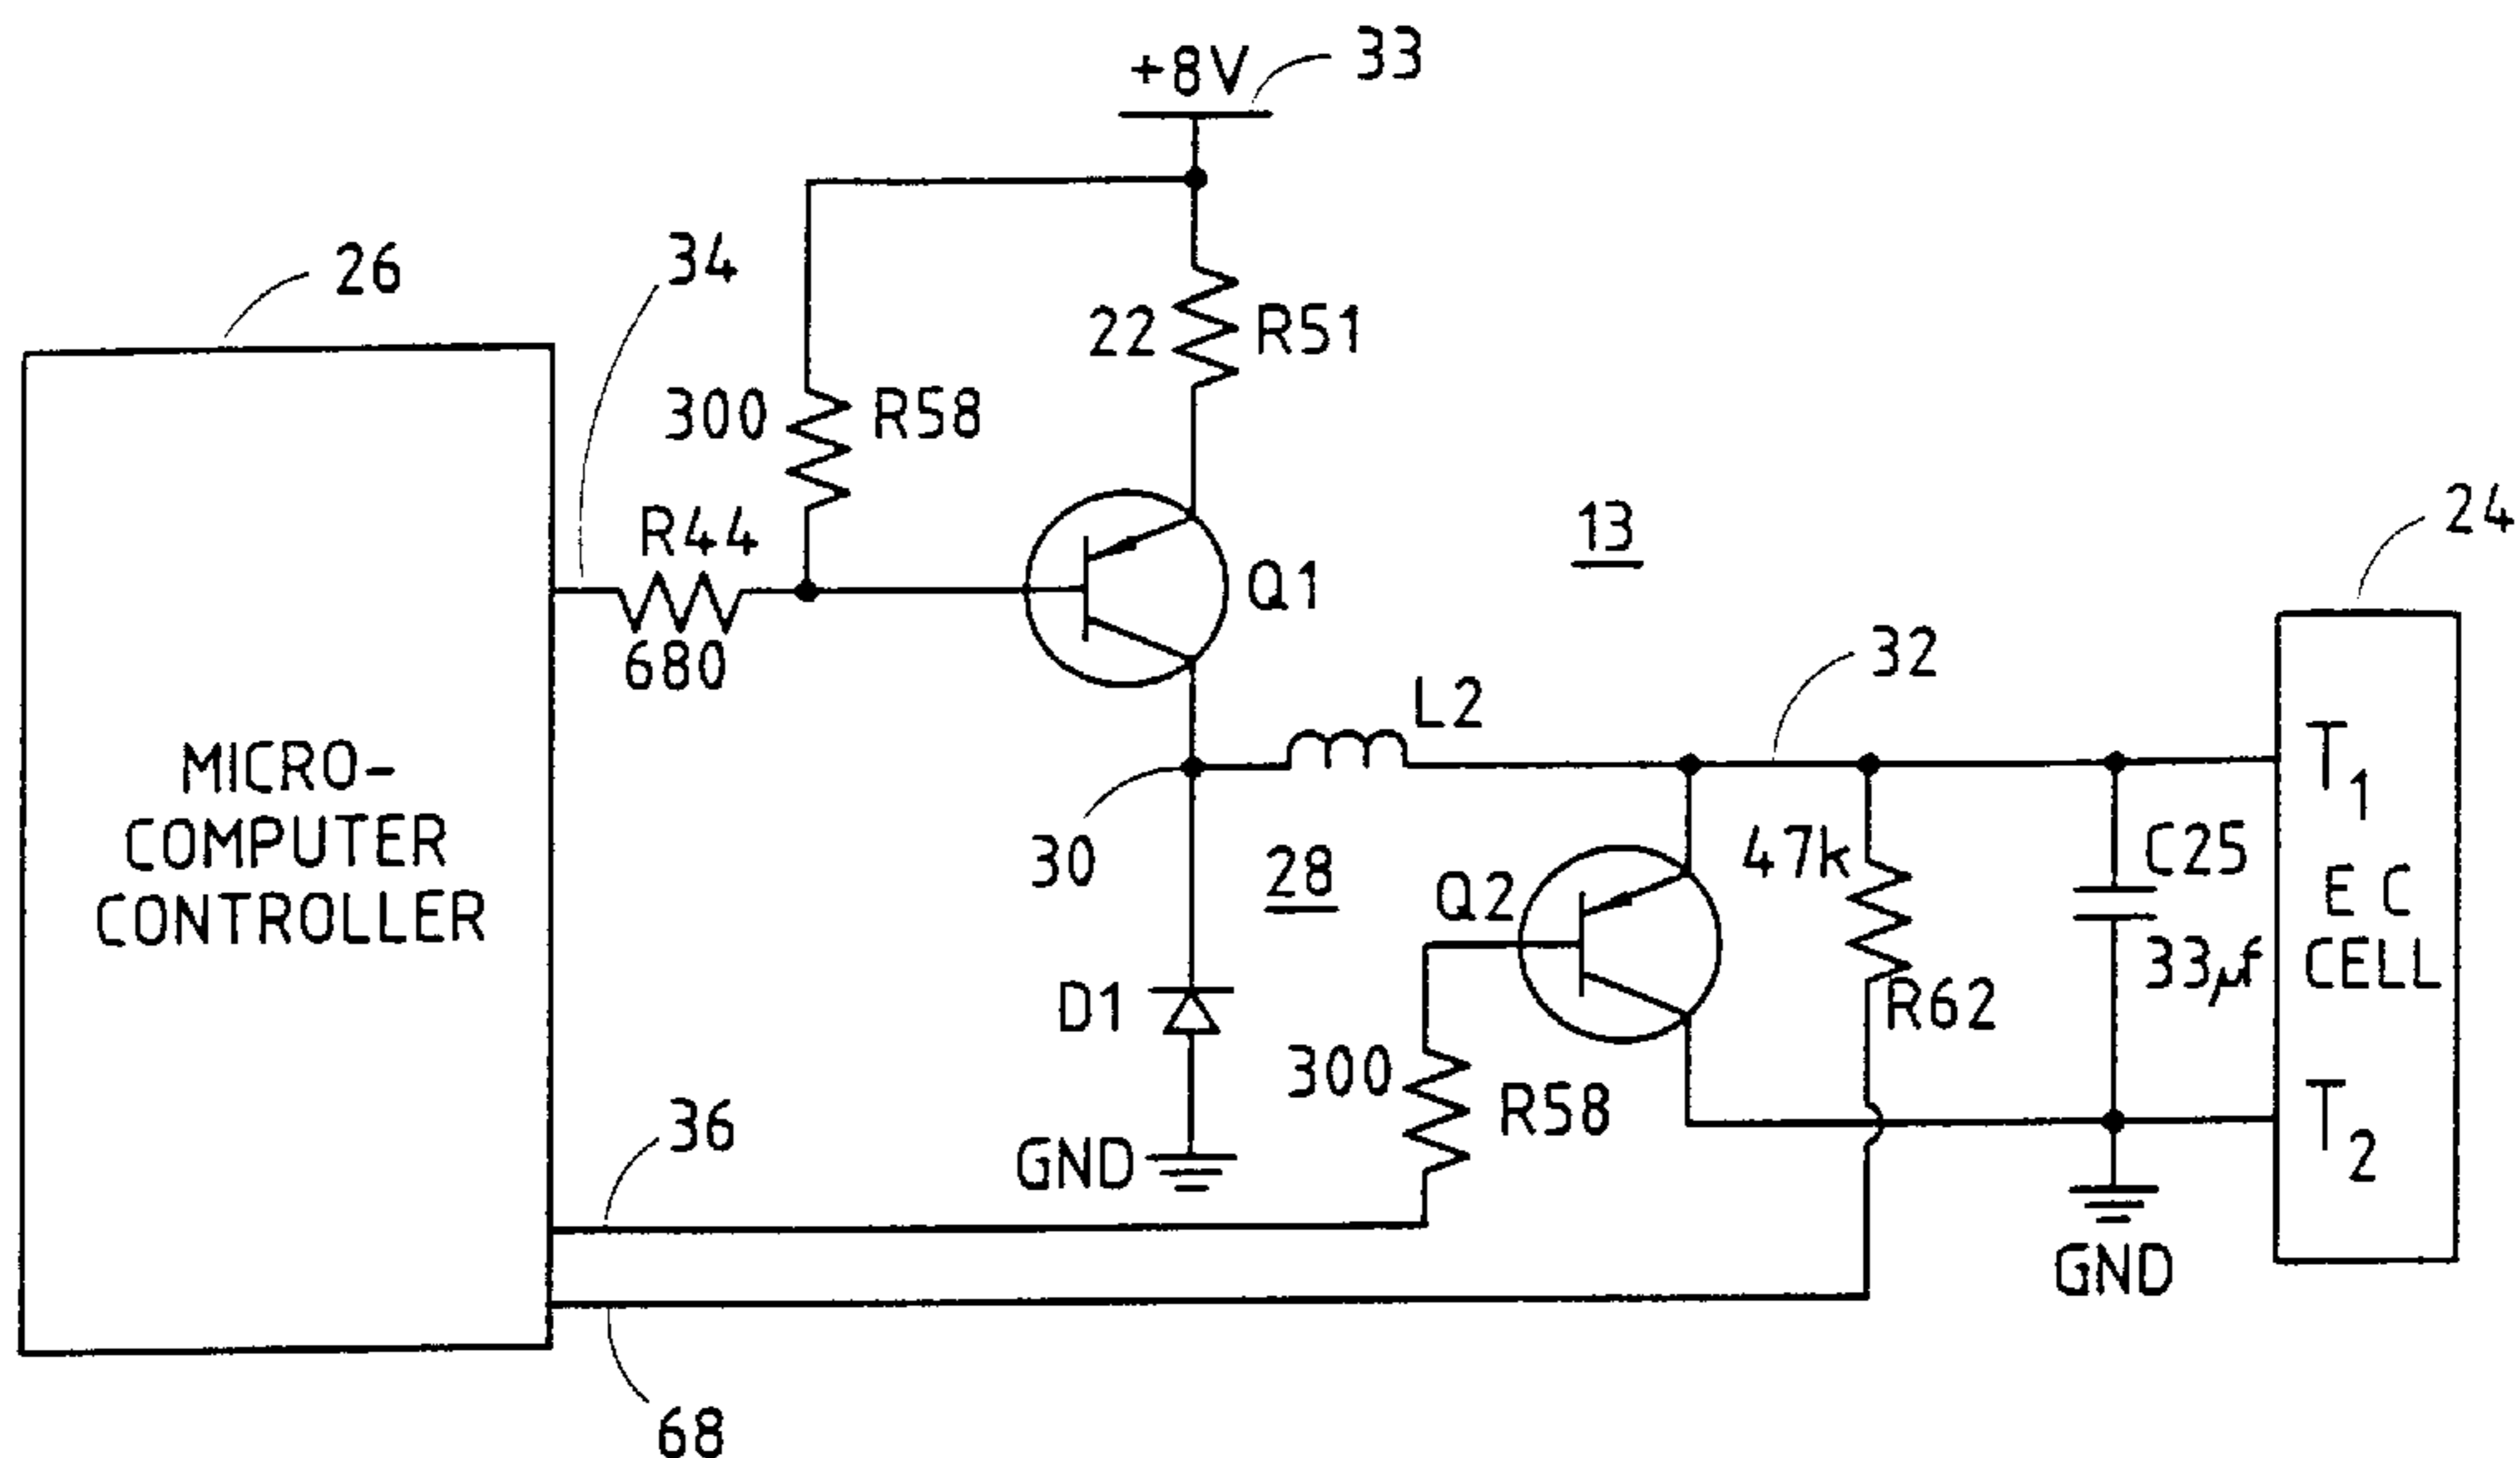 +8V
33
26
34
22
R51
300
R58
R44
680
Q1
13
24
32
L2
30
28
Q2
47k
C25
33µf
R62
MICRO-
COMPUTER
CONTROLLER
T1
EC
CELL
T2
D1
GND
300
R58
36
GND
68